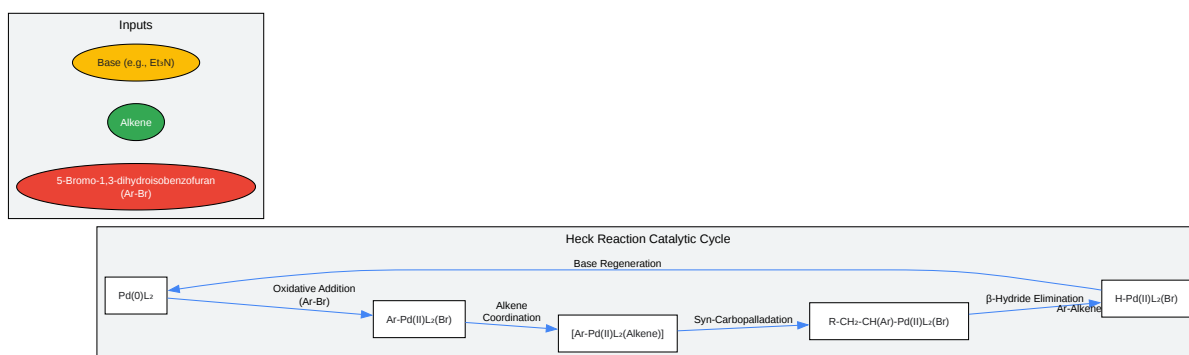 Inputs
Base (e.g., Et₃N)
Alkene
5-Bromo-1,3-dihydroisobenzofuran
(Ar-Br)
Heck Reaction Catalytic Cycle
Base Regeneration
Pd(0)L₂
Oxidative Addition
(Ar-Br)
Ar-Pd(II)L₂(Br)
Alkene
Coordination
[Ar-Pd(II)L₂(Alkene)]
Syn-Carbopalladation
R-CH₂-CH(Ar)-Pd(II)L₂(Br)
β-Hydride Elimination
Ar-Alkene
H-Pd(II)L₂(Br)